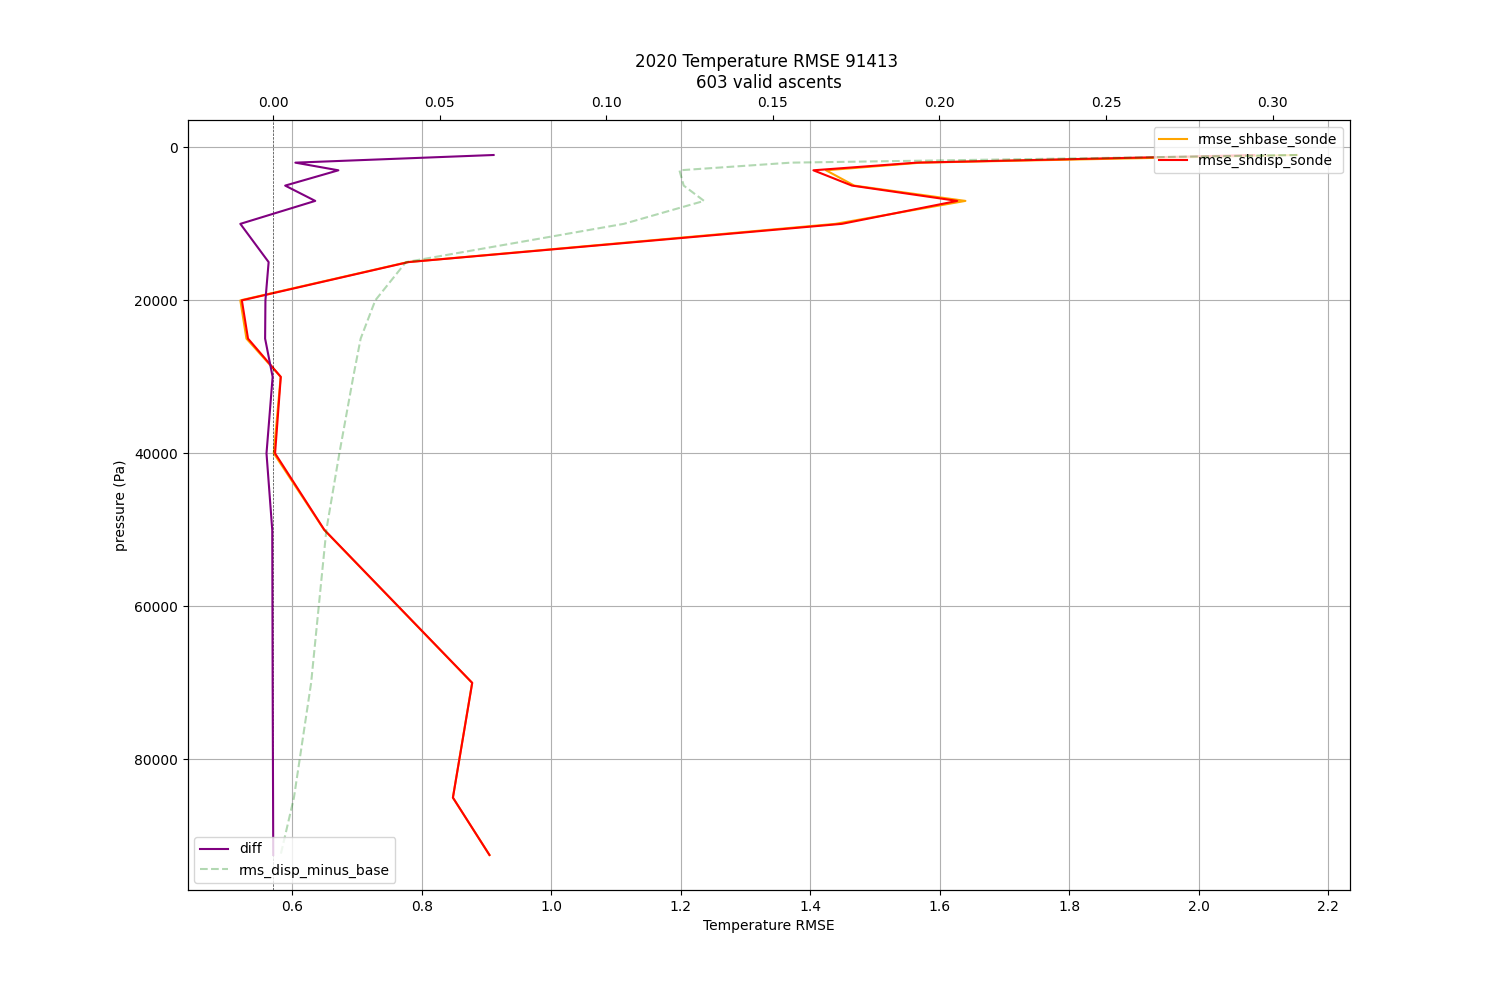 2020 Temperature RMSE 91413
603 valid ascents
0.00 0.05 0.10 0.15 0.20 0.25 0.30
rmse_shbase_sonde
rmse_shdisp_sonde
0
20000
40000
60000
80000
pressure (Pa)
diff
rms_disp_minus_base
0.6 0.8 1.0 1.2 1.4 1.6 1.8 2.0 2.2
Temperature RMSE